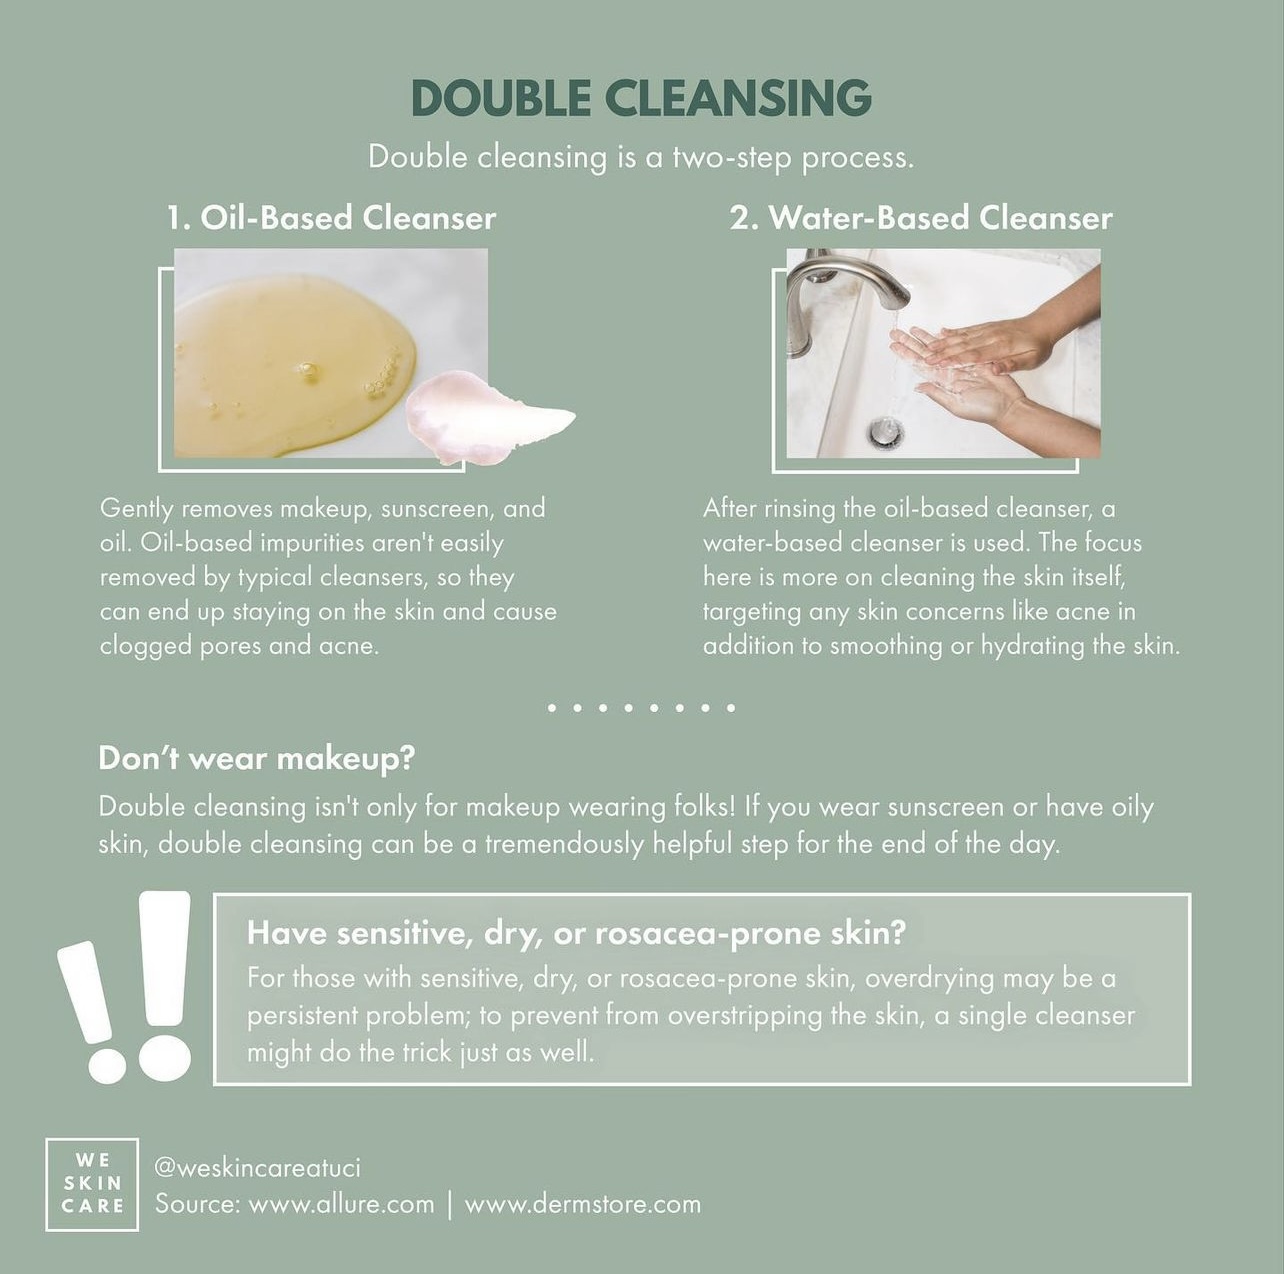 DOUBLE CLEANSING
Double cleansing is a two-step process.
1. Oil-Based Cleanser
Gently removes makeup, sunscreen, and
oil. Oil-based impurities aren't easily
removed by typical cleansers, so they
can end up staying on the skin and cause
clogged pores and acne.
2. Water-Based Cleanser
After rinsing the oil-based cleanser, a
water-based cleanser is used. The focus
here is more on cleaning the skin itself,
targeting any skin concerns like acne in
addition to smoothing or hydrating the skin.
Don’t wear makeup?
Double cleansing isn't only for makeup wearing folks! If you wear sunscreen or have oily
skin, double cleansing can be a tremendously helpful step for the end of the day.
Have sensitive, dry, or rosacea-prone skin?
For those with sensitive, dry, or rosacea-prone skin, overdrying may be a
persistent problem; to prevent from overstripping the skin, a single cleanser
might do the trick just as well.
WE
SKIN
CARE
@weskincareatuci
Source: www.allure.com | www.dermstore.com